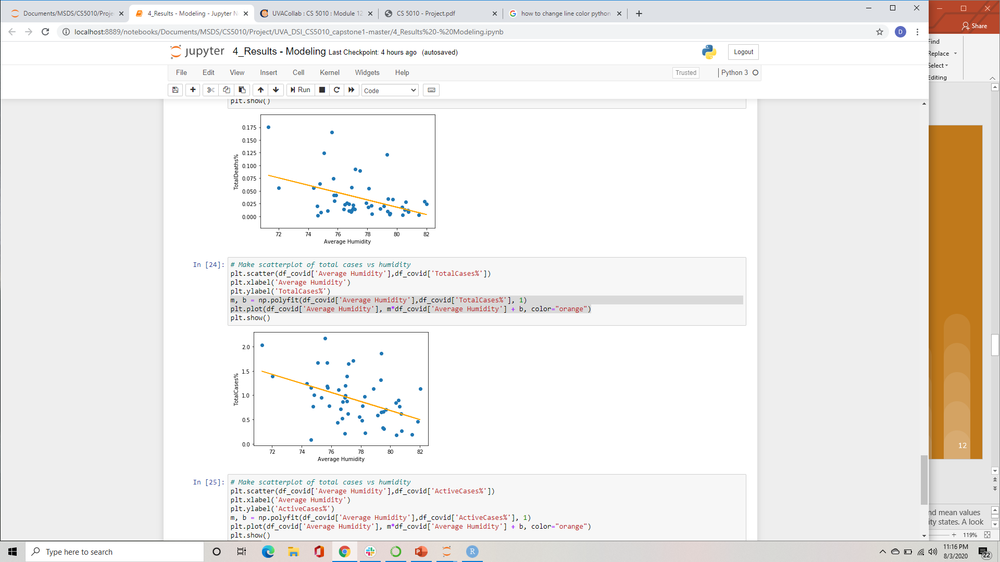 Documents/MSDS/CS5010/Proje
4_Results - Modeling - Jupyter N
UVACollab : CS 5010 : Module 12
CS 5010 - Project.pdf
how to change line color python
localhost:8889/notebooks/Documents/MSDS/CS5010/Project/UVA_DSI_CS5010_capstone1-master/4_Results%20-%20Modeling.ipynb
D
Share
Find
Replace
Select
Editing
jupyter 4_Results - Modeling Last Checkpoint: 4 hours ago (autosaved)
Logout
File Edit View Insert Cell Kernel Widgets Help
Trusted
Python 3
Run
Code
plt.show()
0.175
0.150
0.125
0.100
0.075
0.050
0.025
0.000
TotalDeaths%
72 74 76 78 80 82
Average Humidity
In [24]:
# Make scatterplot of total cases vs humidity
plt.scatter(df_covid['Average Humidity'],df_covid['TotalCases%'])
plt.xlabel('Average Humidity')
plt.ylabel('TotalCases%')
m, b = np.polyfit(df_covid['Average Humidity'],df_covid['TotalCases%'], 1)
plt.plot(df_covid['Average Humidity'], m*df_covid['Average Humidity'] + b, color="orange")
plt.show()
2.0
1.5
1.0
0.5
0.0
TotalCases%
72 74 76 78 80 82
Average Humidity
In [25]:
# Make scatterplot of total cases vs humidity
plt.scatter(df_covid['Average Humidity'],df_covid['ActiveCases%'])
plt.xlabel('Average Humidity')
plt.ylabel('ActiveCases%')
m, b = np.polyfit(df_covid['Average Humidity'],df_covid['ActiveCases%'], 1)
plt.plot(df_covid['Average Humidity'], m*df_covid['Average Humidity'] + b, color="orange")
plt.show()
12
nd mean values
ity states. A look
119%
Type here to search
P
R
11:16 PM
8/3/2020
22